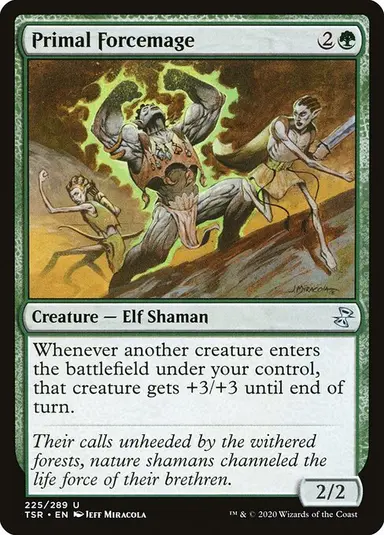 Primal Forcemage 2
J. MIRACOLA
Creature — Elf Shaman
Whenever another creature enters
the battlefield under your control,
that creature gets +3/+3 until end of
turn.
Their calls unheeded by the withered
forests, nature shamans channeled the
life force of their brethren.
2/2
225/289 U
TSR • EN Jeff Miracola
™ & © 2020 Wizards of the Coast